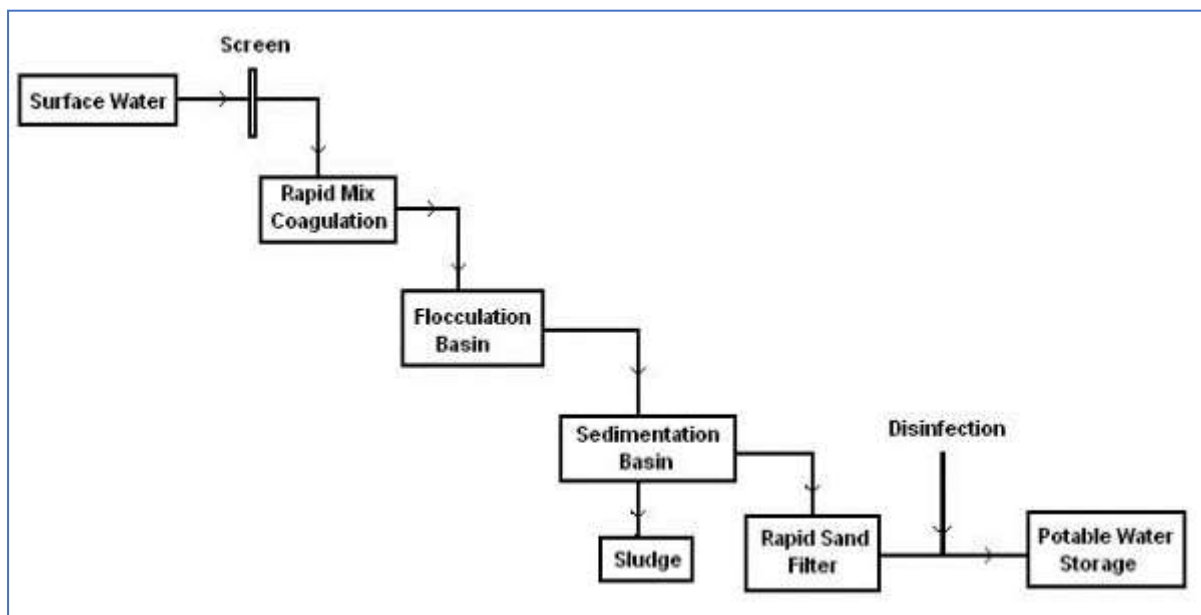 Screen
Surface Water
Rapid Mix
Coagulation
Flocculation
Basin
Sedimentation
Basin
Disinfection
Sludge
Rapid Sand
Filter
Potable Water
Storage